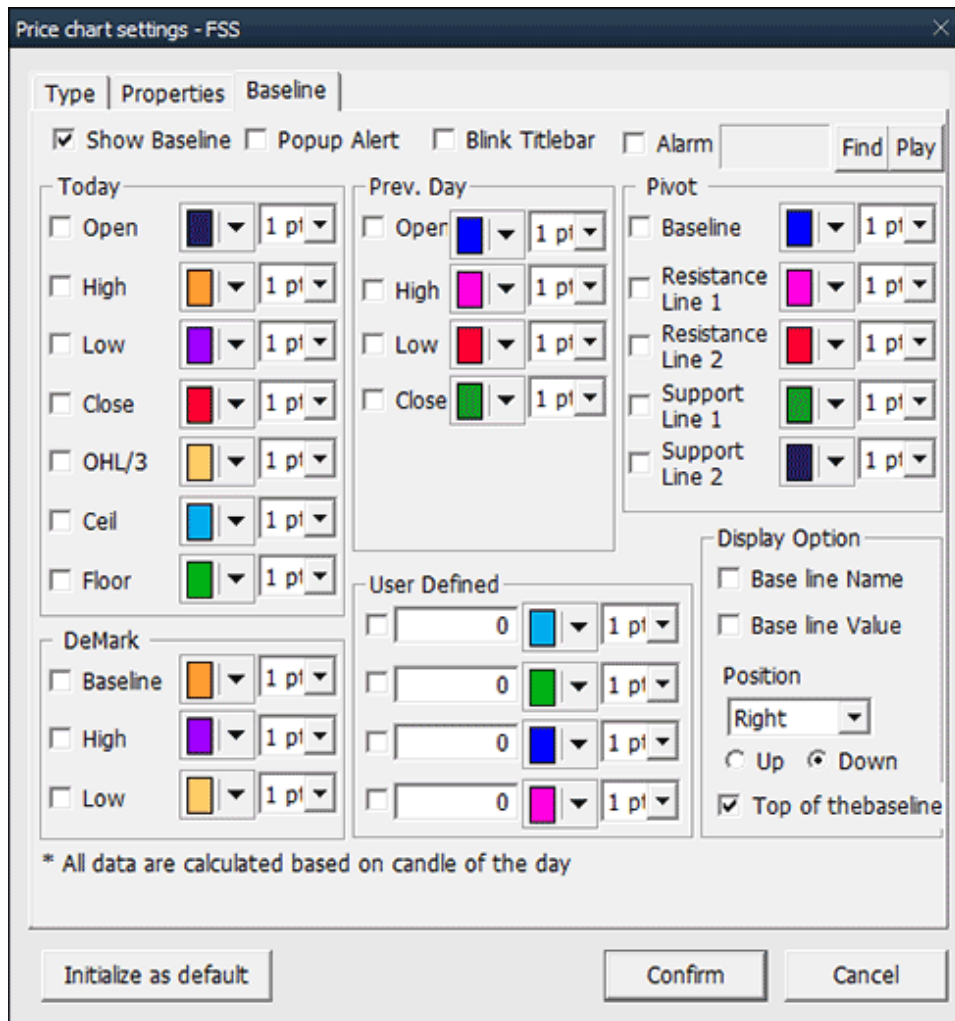 Price chart settings - FSS
Type Properties Baseline
Show Baseline Popup Alert Blink Titlebar Alarm Find Play
Today
Open 1 pt
High 1 pt
Low 1 pt
Close 1 pt
OHL/3 1 pt
Ceil 1 pt
Floor 1 pt
Prev. Day
Open 1 pt
High 1 pt
Low 1 pt
Close 1 pt
Pivot
Baseline 1 pt
Resistance
Line 1 1 pt
Resistance
Line 2 1 pt
Support
Line 1 1 pt
Support
Line 2 1 pt
DeMark
Baseline 1 pt
High 1 pt
Low 1 pt
User Defined
0 1 pt
0 1 pt
0 1 pt
0 1 pt
Display Option
Base line Name
Base line Value
Position
Right
Up Down
Top of thebaseline
* All data are calculated based on candle of the day
Initialize as default Confirm Cancel